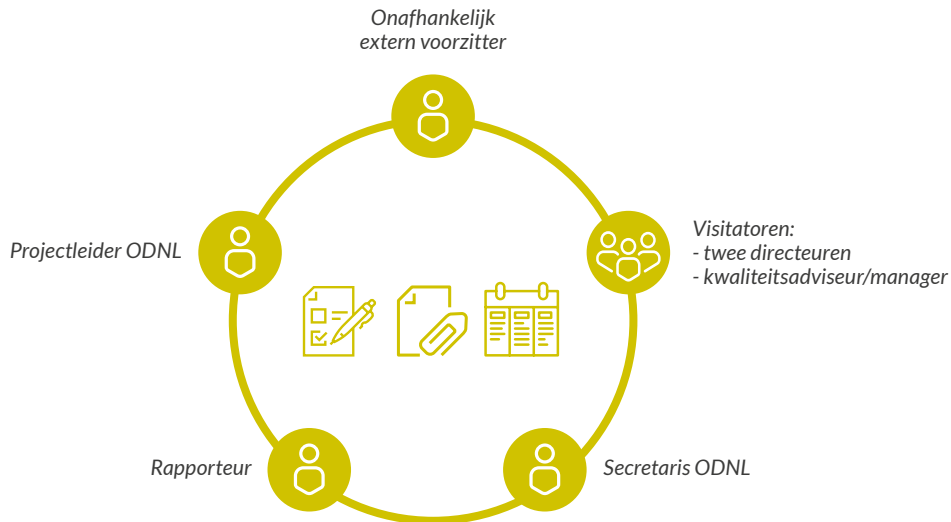 Onafhankelijk
extern voorzitter
Projectleider ODNL
Visitatoren:
- twee directeuren
- kwaliteitsadviseur/manager
Rapporteur
Secretaris ODNL